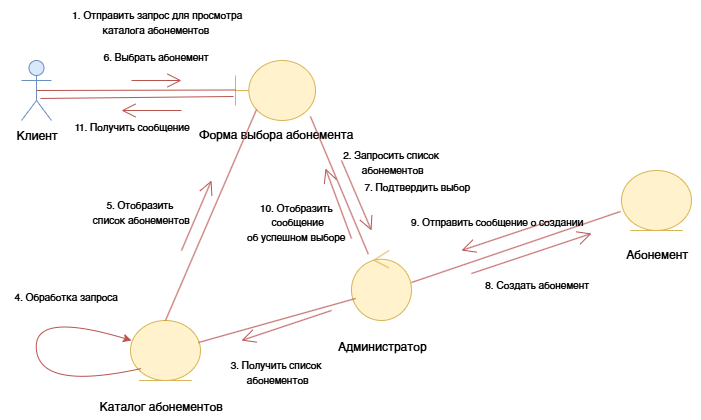 1. Отправить запрос для просмотра
каталога абонементов
6. Выбрать абонемент
Клиент
11. Получить сообщение
Форма выбора абонемента
2. Запросить список
абонементов
7. Подтвердить выбор
5. Отобразить
список абонементов
10. Отобразить
сообщение
об успешном выборе
9. Отправить сообщение о создании
Абонемент
8. Создать абонемент
4. Обработка запроса
Администратор
3. Получить список
абонементов
Каталог абонементов